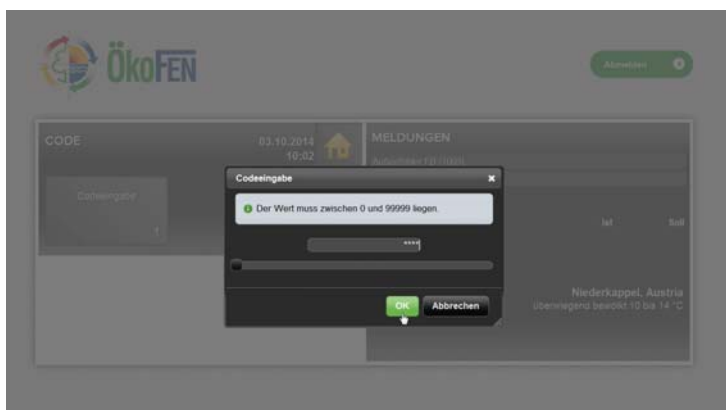 ÖkoFEN
Abmelden
CODE
03.10.2014
10:02
MELDUNGEN
Codeeingabe
Der Wert muss zwischen 0 und 99999 liegen.
****
OK
Abbrechen
Codeeingabe
Ist Soll
Niederkappel, Austria
überwiegend bewölkt 10 bis 14 °C